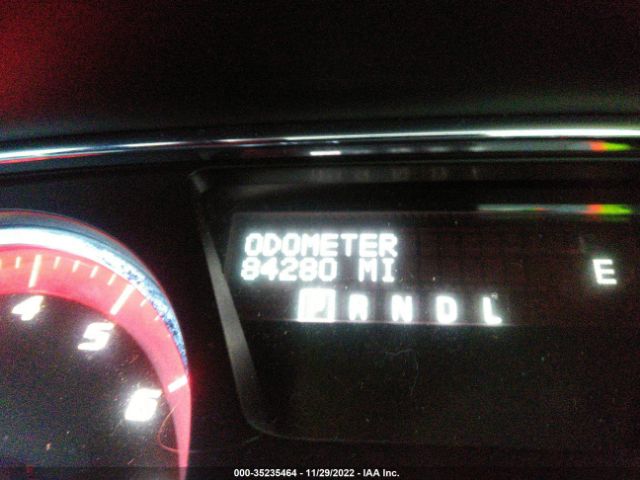 ODOMETER
84280 MI
E
P R N D L
4
5
6
000-35235464 - 11/29/2022 - IAA Inc.